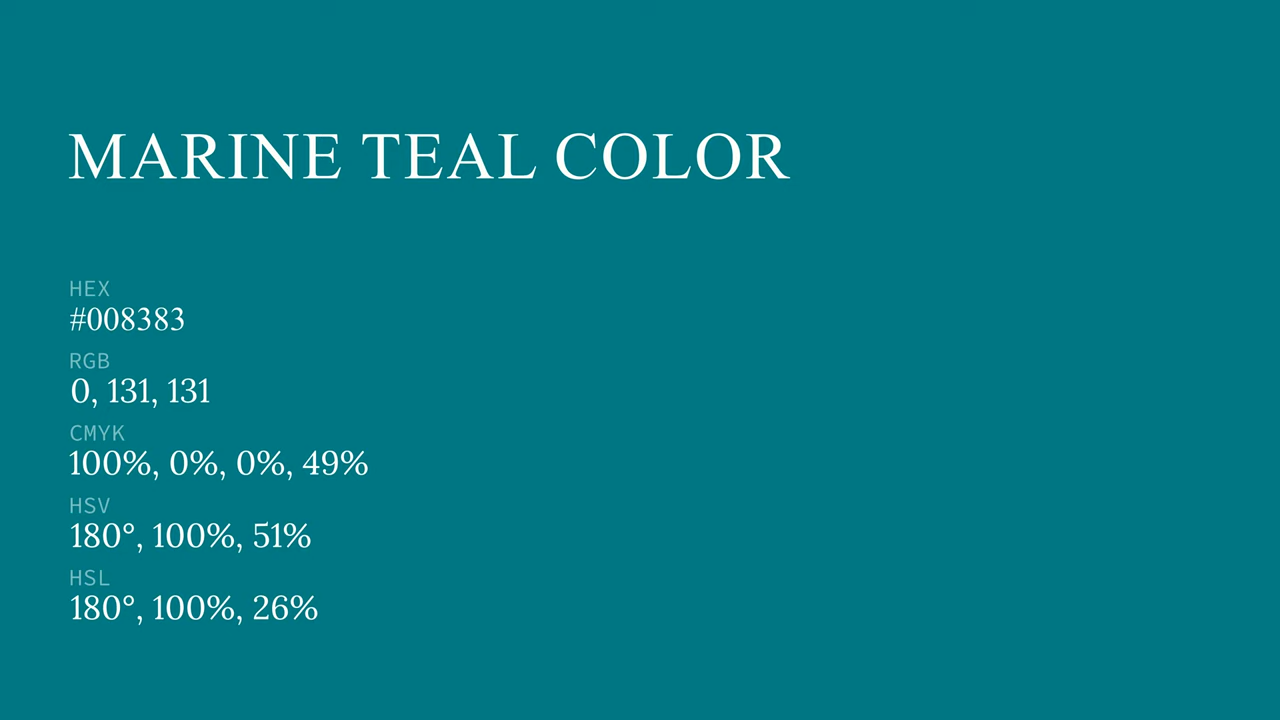 MARINE TEAL COLOR
HEX
#008383
RGB
0, 131, 131
CMYK
100%, 0%, 0%, 49%
HSV
180°, 100%, 51%
HSL
180°, 100%, 26%